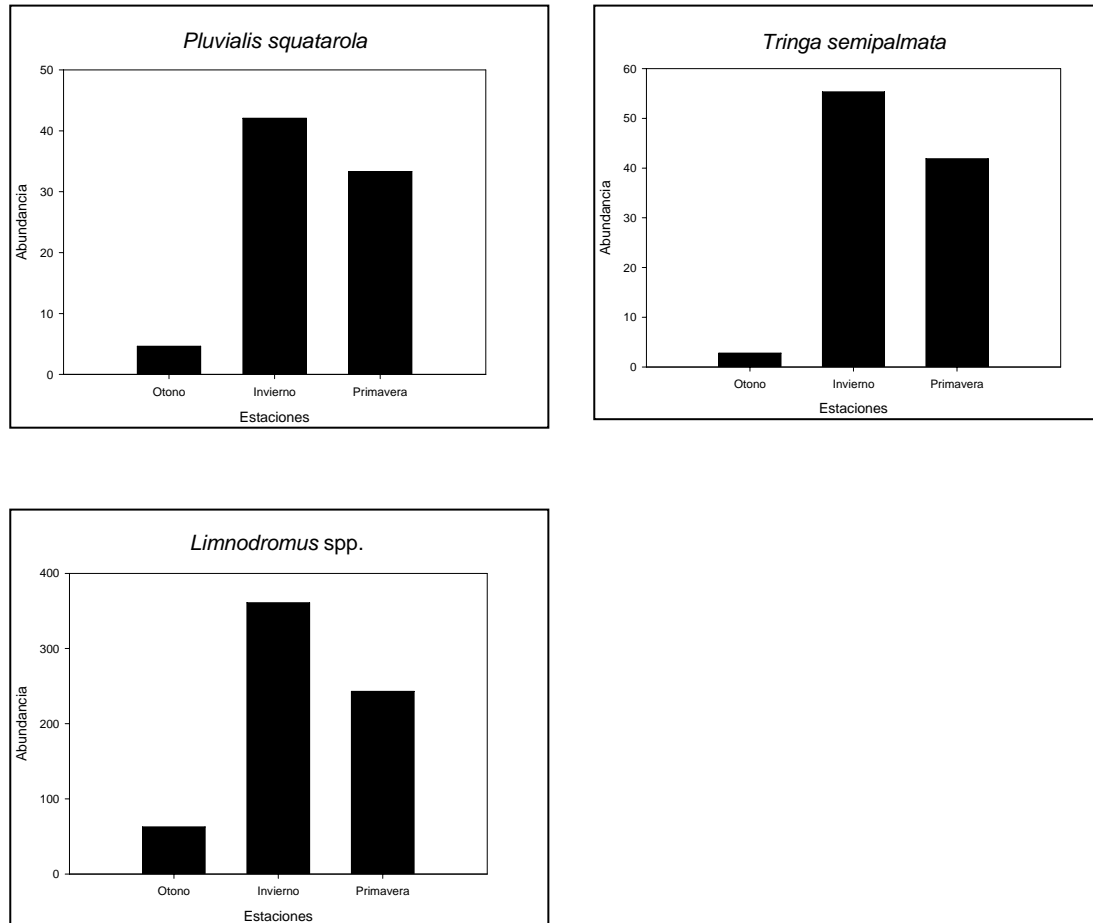 Pluvialis squatarola
50
40
30
20
10
0
Abundancia
Otono Invierno Primavera
Estaciones
Tringa semipalmata
60
50
40
30
20
10
0
Abundancia
Otono Invierno Primavera
Estaciones
Limnodromus spp.
400
300
200
100
0
Abundancia
Otono Invierno Primavera
Estaciones